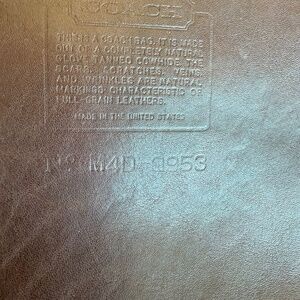 COACH
THIS IS A COACH BAG. IT IS MADE
OUT OF A COMPLETELY NATURAL
GLOVE TANNED COWHIDE. THE
SCARS, SCRATCHES, VEINS,
AND WRINKLES ARE NATURAL
MARKINGS CHARACTERISTIC OF
FULL GRAIN LEATHERS.
MADE IN THE UNITED STATES
No M4D-9953